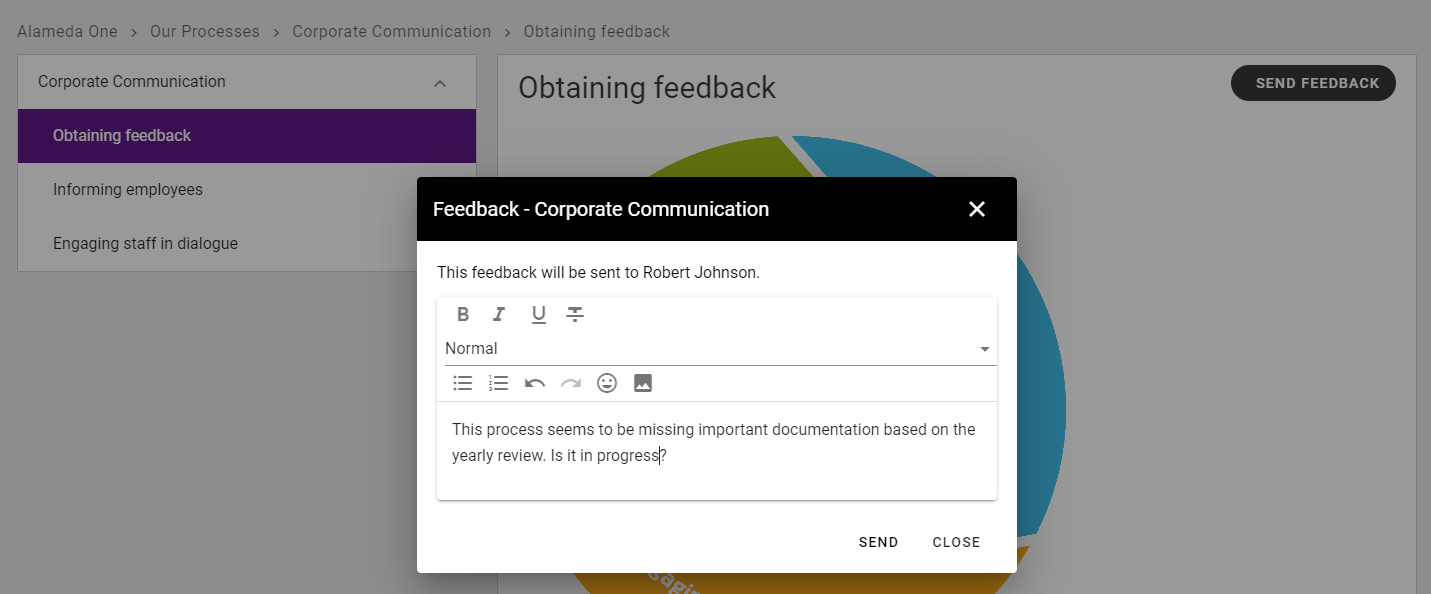 Alameda One > Our Processes > Corporate Communication > Obtaining feedback
Corporate Communication
Obtaining feedback
Informing employees
Engaging staff in dialogue
Obtaining feedback
SEND FEEDBACK
Feedback - Corporate Communication
This feedback will be sent to Robert Johnson.
B I U
Normal
This process seems to be missing important documentation based on the
yearly review. Is it in progress?
SEND CLOSE